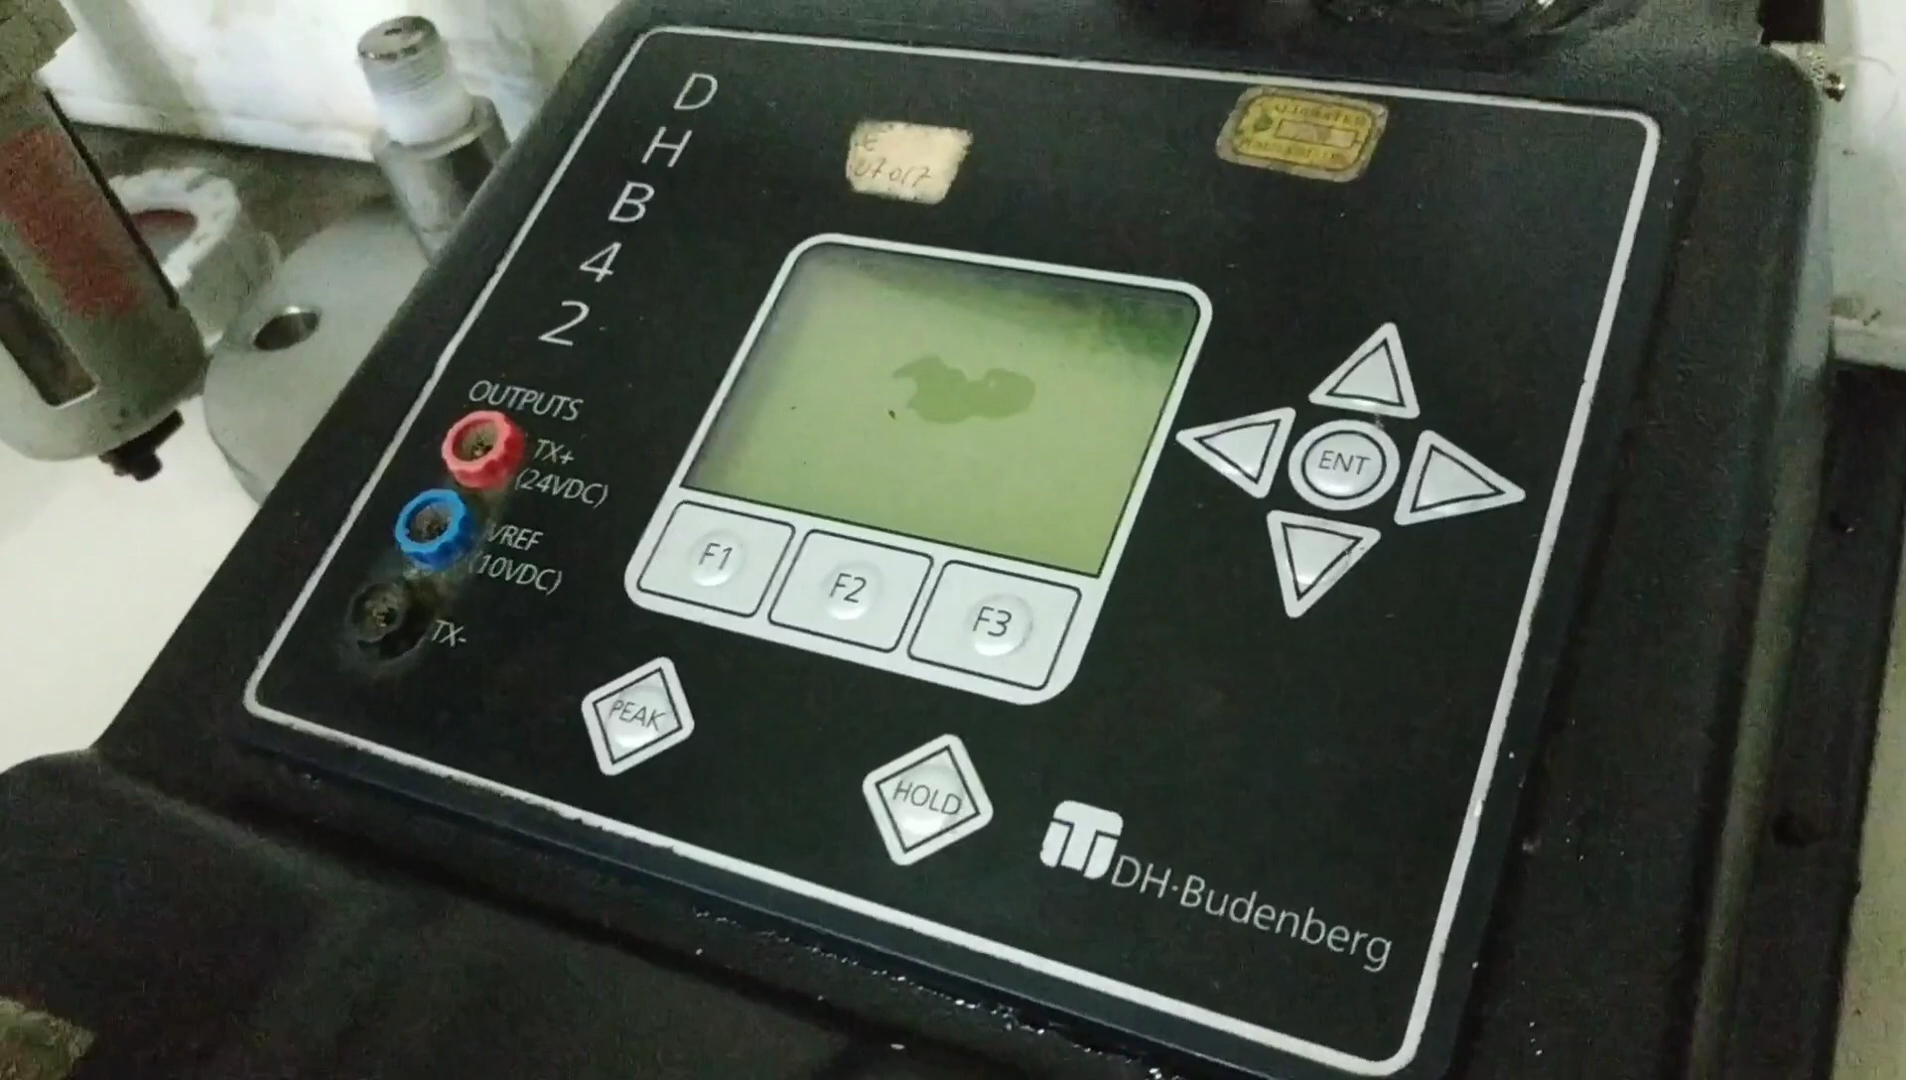 D
H
B
4
2
OUTPUTS
TX+
(24VDC)
VREF
(10VDC)
TX-
F1
F2
F3
ENT
PEAK
HOLD
DH·Budenberg